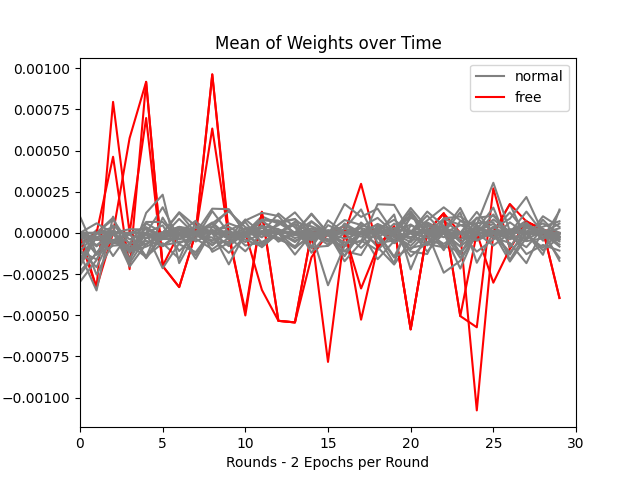 Mean of Weights over Time
normal
free
0.00100
0.00075
0.00050
0.00025
0.00000
−0.00025
−0.00050
−0.00075
−0.00100
0 5 10 15 20 25 30
Rounds - 2 Epochs per Round